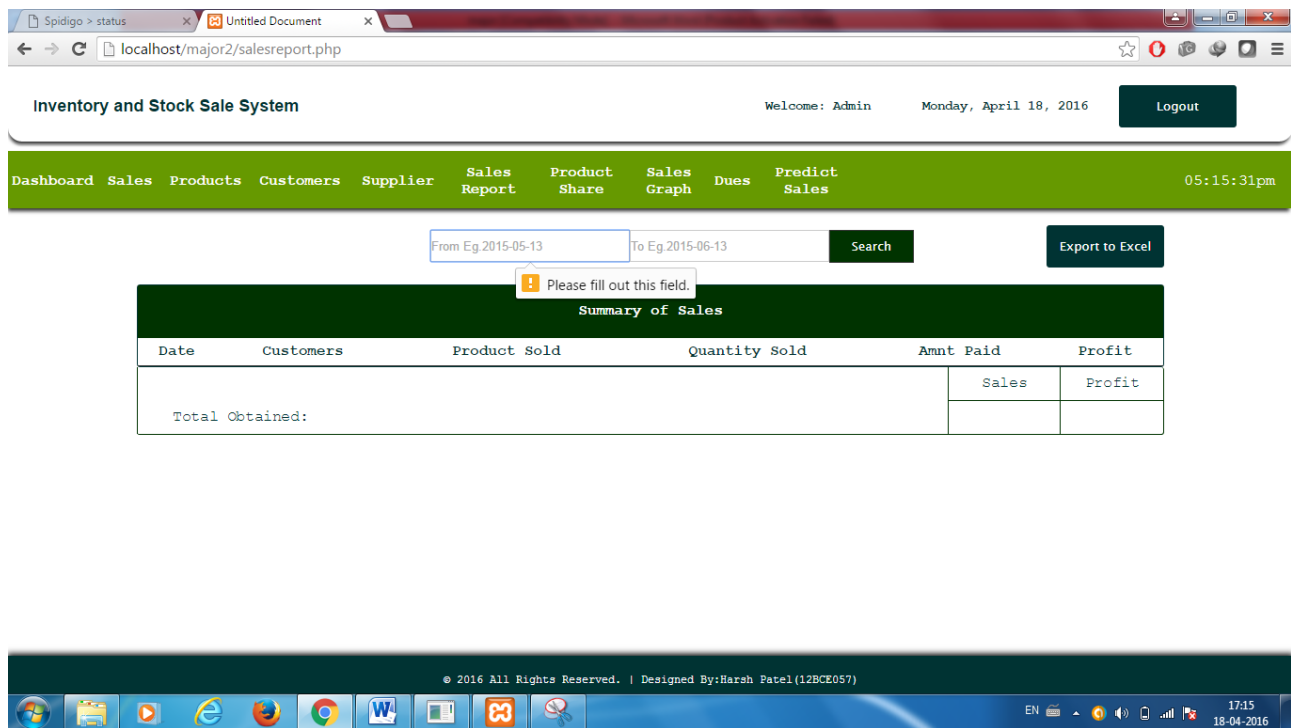 Spidigo > status
Untitled Document
localhost/major2/salesreport.php
Inventory and Stock Sale System
Welcome: Admin
Monday, April 18, 2016
Logout
Dashboard Sales Products Customers Supplier Sales Report Product Share Sales Graph Dues Predict Sales 05:15:31pm
From Eg.2015-05-13
To Eg.2015-06-13
Search
Export to Excel
Please fill out this field.
Summary of Sales
Date Customers Product Sold Quantity Sold Amnt Paid Profit
Sales Profit
Total Obtained:
© 2016 All Rights Reserved. | Designed By:Harsh Patel(12BCE057)
EN
17:15
18-04-2016